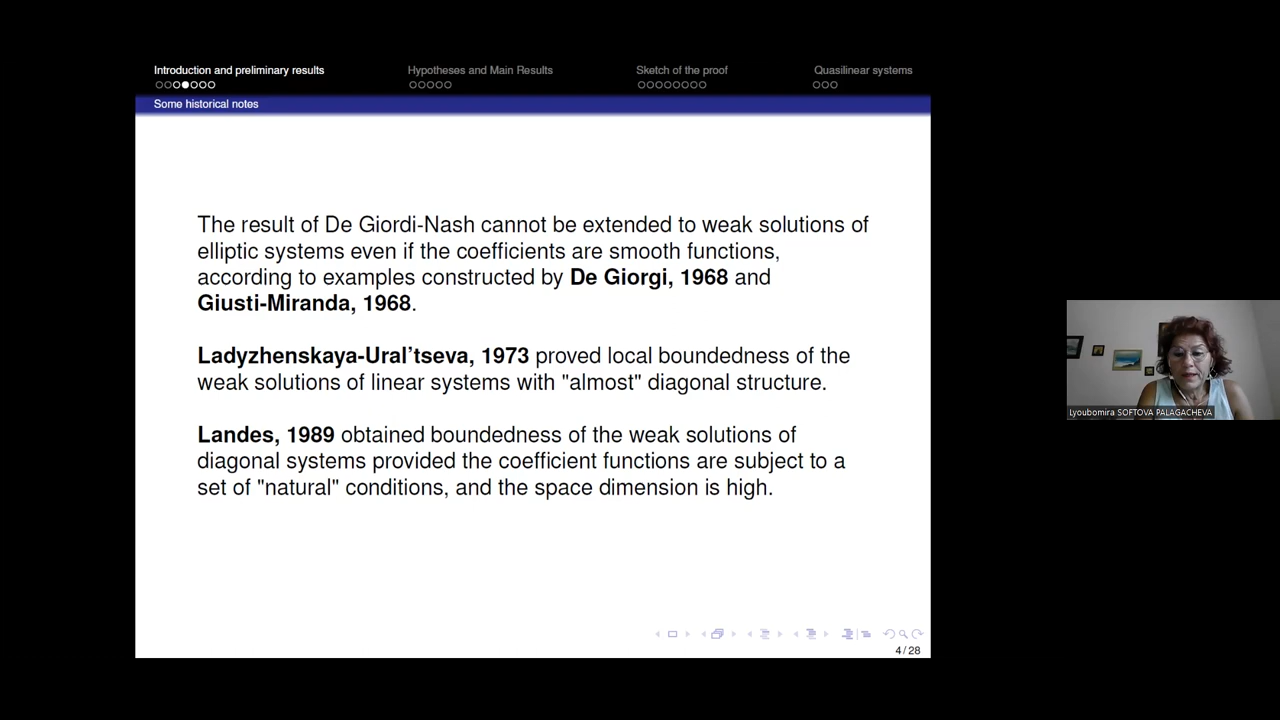 Introduction and preliminary results
Hypotheses and Main Results
Sketch of the proof
Quasilinear systems
Some historical notes
The result of De Giordi-Nash cannot be extended to weak solutions of
elliptic systems even if the coefficients are smooth functions,
according to examples constructed by De Giorgi, 1968 and
Giusti-Miranda, 1968.
Ladyzhenskaya-Ural'tseva, 1973 proved local boundedness of the
weak solutions of linear systems with "almost" diagonal structure.
Landes, 1989 obtained boundedness of the weak solutions of
diagonal systems provided the coefficient functions are subject to a
set of "natural" conditions, and the space dimension is high.
Lyoubomira SOFTOVA PALAGACHEVA
4 / 28